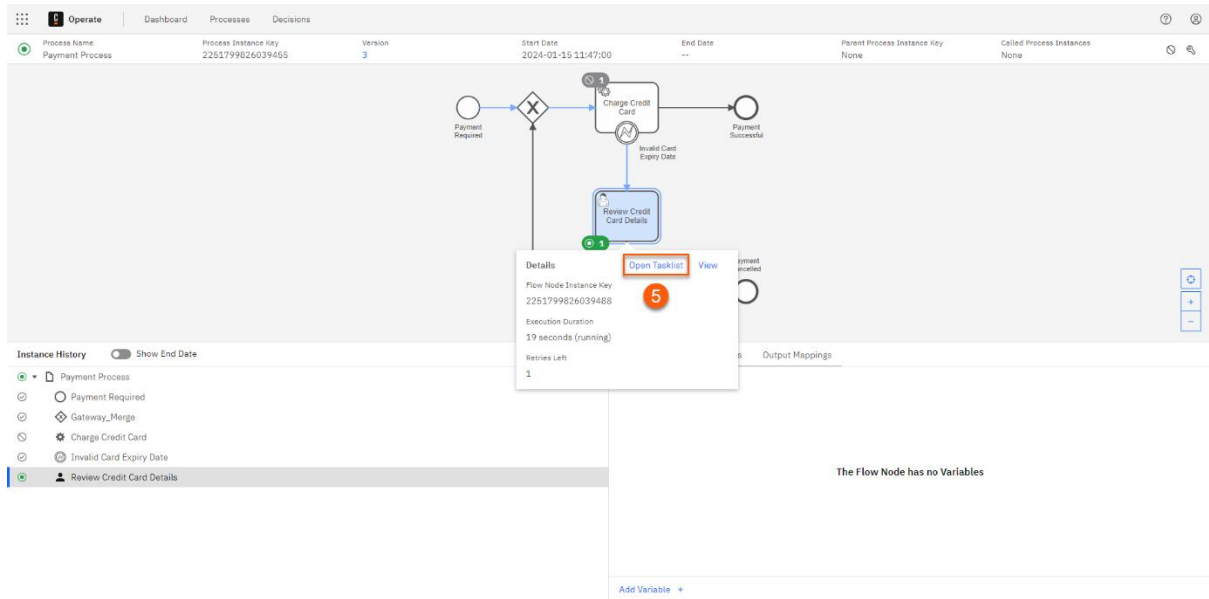 Operate Dashboard Processes Decisions
Process Name Process Instance Key Version Start Date End Date Parent Process Instance Key Called Process Instances
Payment Process 2251799826039455 3 2024-01-15 11:47:00 -- None None
1
Charge Credit
Card
Payment
Required
Payment
Successful
Invalid Card
Expiry Date
Review Credit
Card Details
1
Details Open Tasklist View
Flow Node Instance Key
2251799826039488
5
Execution Duration
19 seconds (running)
Retries Left
1
Instance History Show End Date
Output Mappings
Payment Process
Payment Required
Gateway_Merge
Charge Credit Card
Invalid Card Expiry Date
Review Credit Card Details
The Flow Node has no Variables
Add Variable +